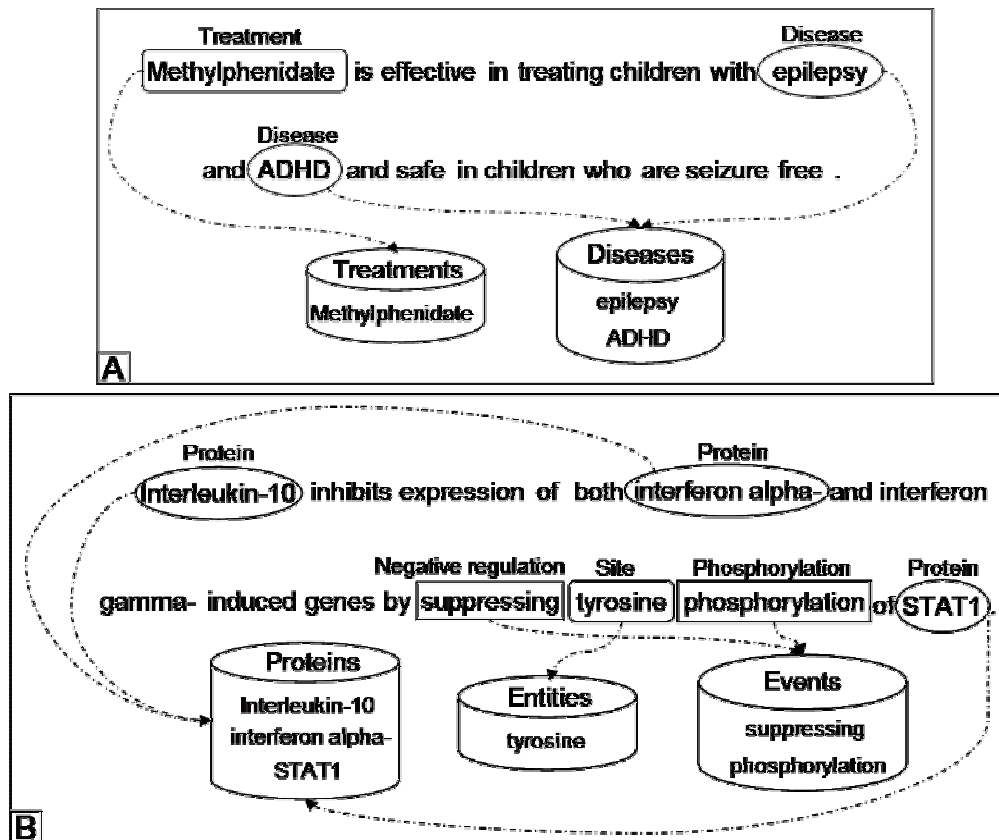 Treatment Disease
Methylphenidate is effective in treating children with epilepsy
Disease
and ADHD and safe in children who are seizure free .
Treatments
Methylphenidate
Diseases
epilepsy
ADHD
A
Protein Protein
Interleukin-10 inhibits expression of both interferon alpha- and interferon
Negative regulation Site Phosphorylation Protein
gamma- induced genes by suppressing tyrosine phosphorylation of STAT1 .
Proteins
Interleukin-10
interferon alpha-
STAT1
Entities
tyrosine
Events
suppressing
phosphorylation
B